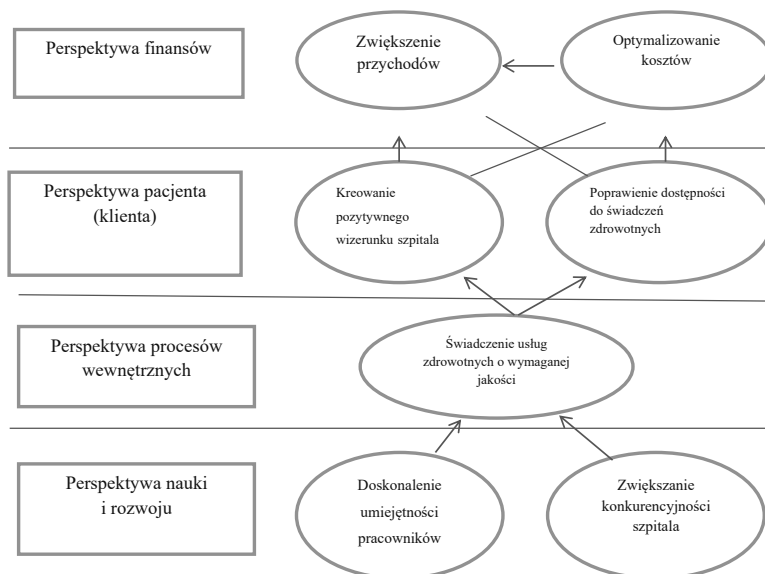 Perspektywa finansów
Zwiększenie
przychodów
Optymalizowanie
kosztów
Perspektywa pacjenta
(klienta)
Kreowanie
pozytywnego
wizerunku szpitala
Poprawienie dostępności
do świadczeń
zdrowotnych
Perspektywa procesów
wewnętrznych
Świadczenie usług
zdrowotnych o wymaganej
jakości
Perspektywa nauki
i rozwoju
Doskonalenie
umiejętności
pracowników
Zwiększanie
konkurencyjności
szpitala